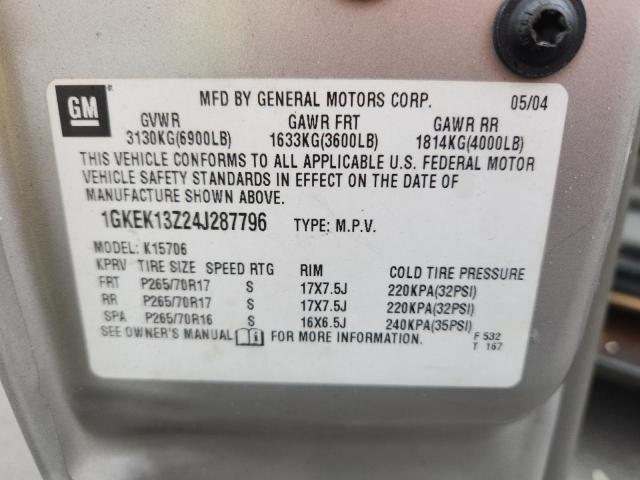 GM
MFD BY GENERAL MOTORS CORP. 05/04
GVWR GAWR FRT GAWR RR
3130KG(6900LB) 1633KG(3600LB) 1814KG(4000LB)
THIS VEHICLE CONFORMS TO ALL APPLICABLE U.S. FEDERAL MOTOR
VEHICLE SAFETY STANDARDS IN EFFECT ON THE DATE OF
MANUFACTURE SHOWN ABOVE.
1GKEK13Z24J287796 TYPE: M.P.V.
MODEL: K15706
KPRV TIRE SIZE SPEED RTG RIM COLD TIRE PRESSURE
FRT P265/70R17 S 17X7.5J 220KPA(32PSI)
RR P265/70R17 S 17X7.5J 220KPA(32PSI)
SPA P265/70R16 S 16X6.5J 240KPA(35PSI)
SEE OWNER'S MANUAL i FOR MORE INFORMATION. F 532
T 167